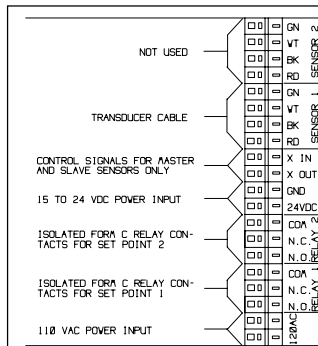 NOT USED
TRANSDUCER CABLE
CONTROL SIGNALS FOR MASTER
AND SLAVE SENSORS ONLY
15 TO 24 VDC POWER INPUT
ISOLATED FORM C RELAY CON-
TACTS FOR SET POINT 2
ISOLATED FORM C RELAY CON-
TACTS FOR SET POINT 1
110 VAC POWER INPUT
GN
WT
BK
RD
SENSOR 2
GN
WT
BK
RD
SENSOR 1
X IN
X OUT
GND
24VDC
COM
N.C.
N.O.
RELAY 2
COM
N.C.
N.O.
RELAY 1
120AC